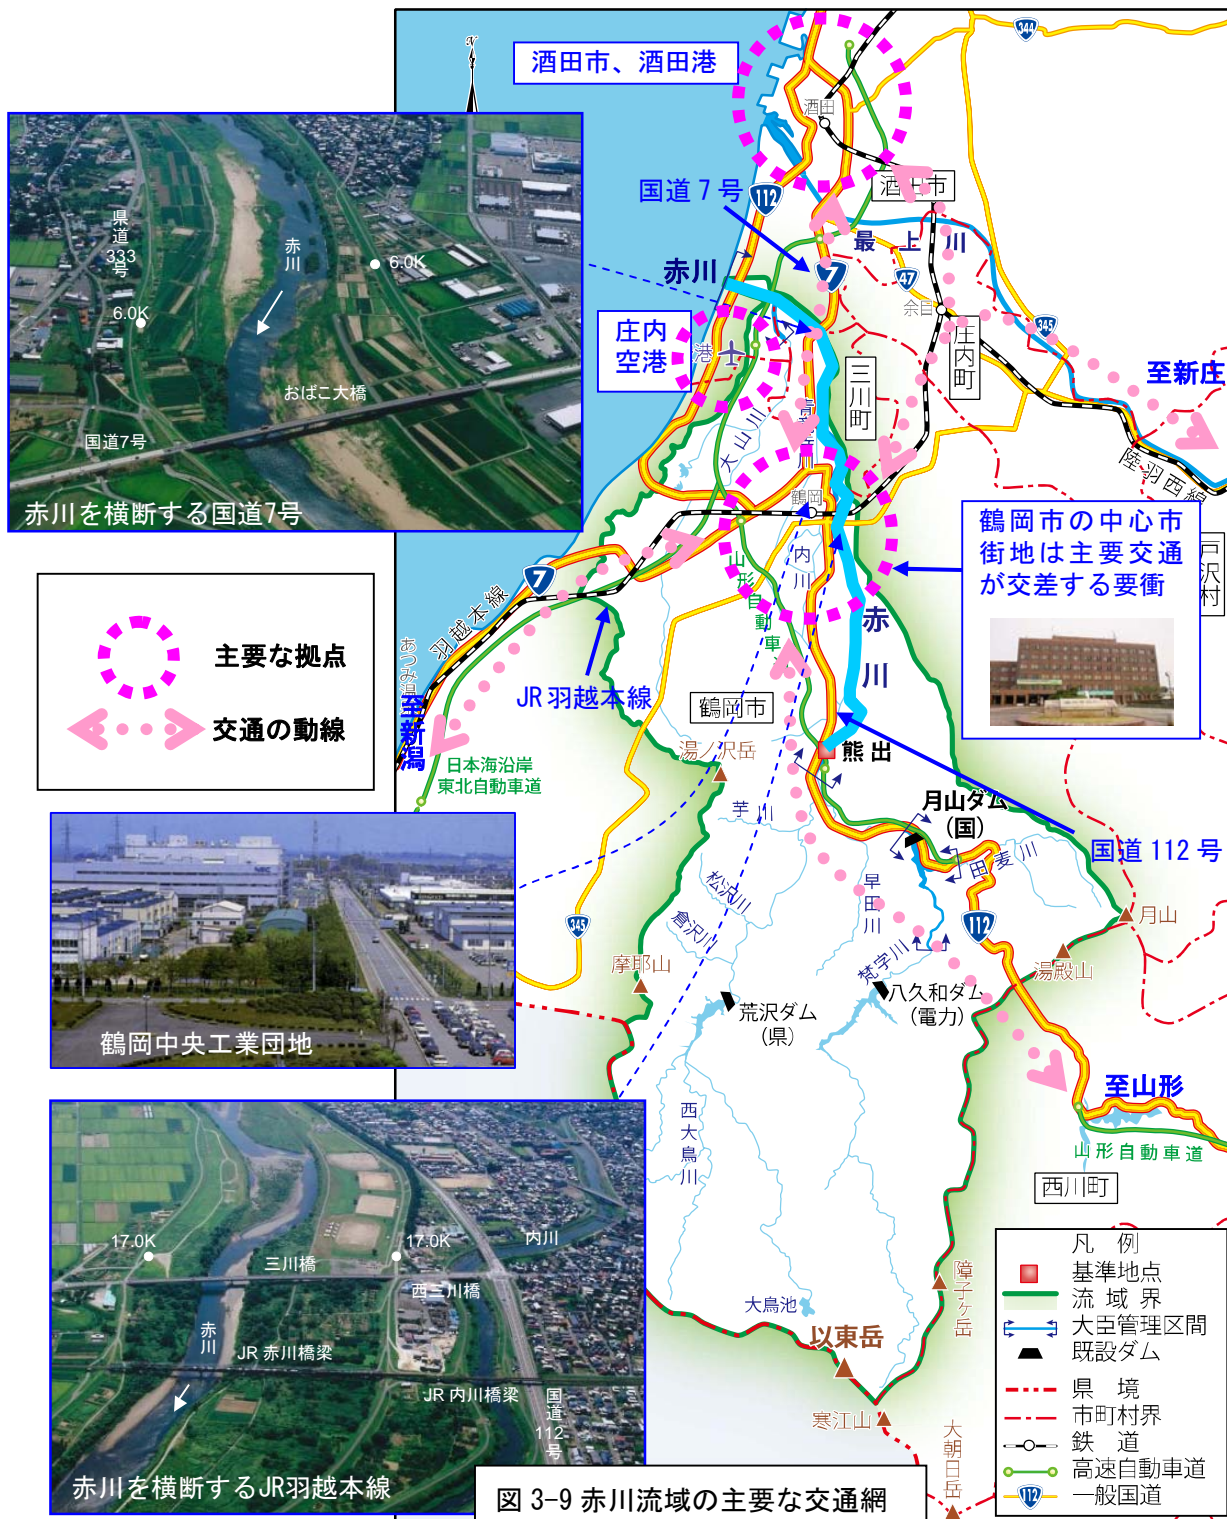 N
酒田市、酒田港
344
酒田
112
国道7号
酒田市
最上川
7
47
赤川
余目
345
庄内
空港
港
庄内町
三川町
至新庄
青龍寺川
大山川
陸羽西線
鶴岡
鶴岡市の中心市
街地は主要交通
が交差する要衝
戸沢村
山形自動車
内川
赤川
7
羽越本線
あつみ温
至新潟
JR羽越本線
鶴岡市
日本海沿岸
東北自動車道
湯ノ沢岳
熊出
月山ダム
(国)
国道112号
芋川
田麦川
早田川
松沢川
倉沢川
345
112
月山
湯殿山
摩耶山
梵字川
八久和ダム
(電力)
荒沢ダム
(県)
至山形
山形自動車道
西川町
西大鳥川
大鳥池
障子ヶ岳
以東岳
寒江山
大朝日岳
県道333号
赤川
6.0K
6.0K
おばこ大橋
国道7号
赤川を横断する国道7号
主要な拠点
交通の動線
鶴岡中央工業団地
17.0K
17.0K
内川
三川橋
西三川橋
赤川
JR 赤川橋梁
JR 内川橋梁
国道112号
赤川を横断するJR羽越本線
凡例
基準地点
流域界
大臣管理区間
既設ダム
県境
市町村界
鉄道
高速自動車道
112
一般国道
図 3-9 赤川流域の主要な交通網